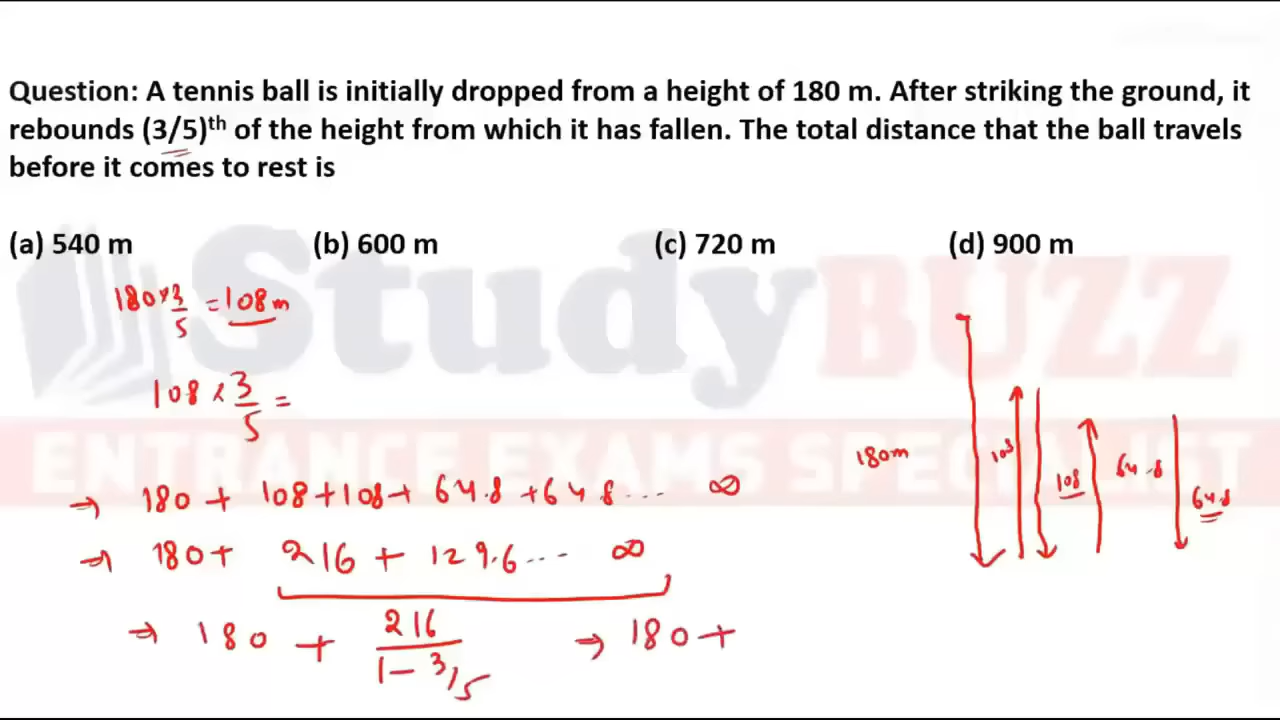 Question: A tennis ball is initially dropped from a height of 180 m. After striking the ground, it
rebounds (3/5)th of the height from which it has fallen. The total distance that the ball travels
before it comes to rest is
(a) 540 m (b) 600 m (c) 720 m (d) 900 m
StudyBUZZ
ENTRANCE EXAMS SPECIALIST
180×3/5 = 108m
108×3/5 =
180m 108 108 64.8 64.8
→ 180 + 108+108+ 64.8 +64.8 ... ∞
→ 180+ 216 + 129.6 ... ∞
→ 180 + 216/(1-3/5) → 180+